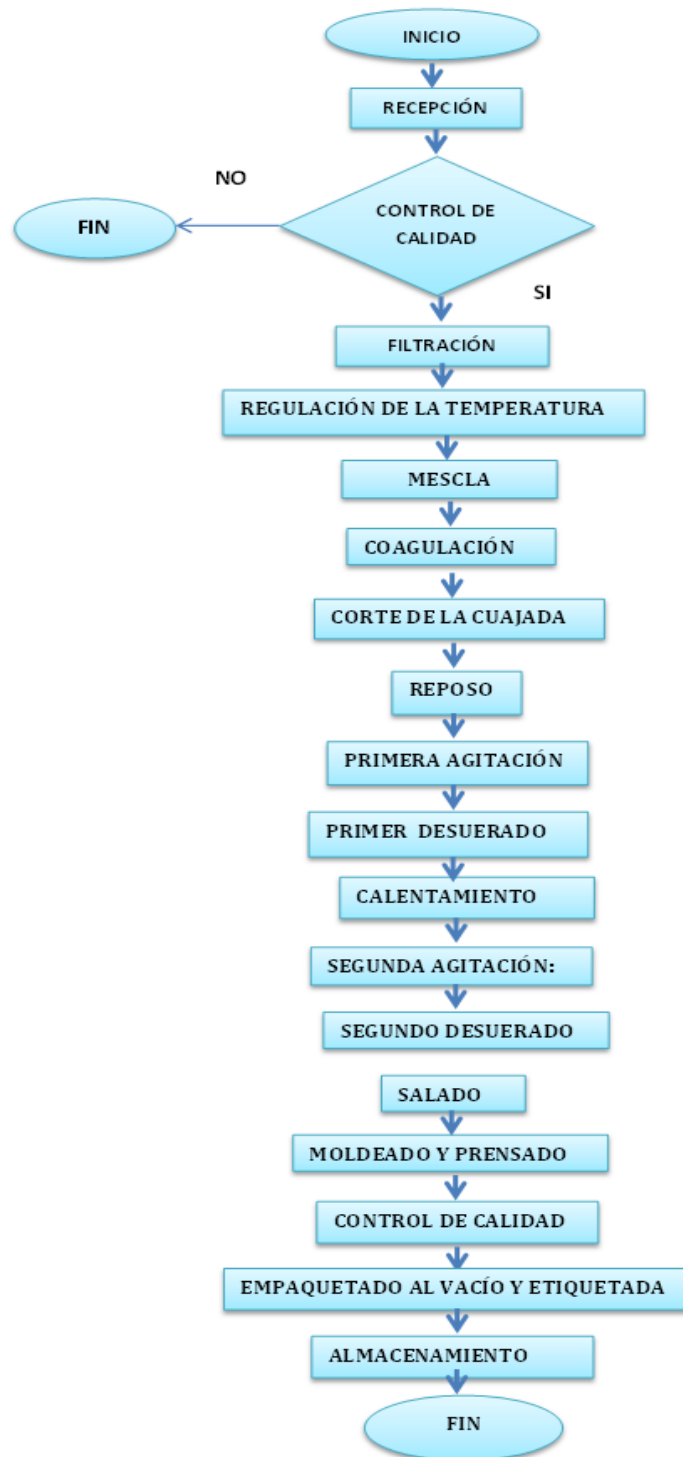 INICIO
RECEPCIÓN
NO
CONTROL DE
CALIDAD
FIN
SI
FILTRACIÓN
REGULACIÓN DE LA TEMPERATURA
MESCLA
COAGULACIÓN
CORTE DE LA CUAJADA
REPOSO
PRIMERA AGITACIÓN
PRIMER DESUERADO
CALENTAMIENTO
SEGUNDA AGITACIÓN:
SEGUNDO DESUERADO
SALADO
MOLDEADO Y PRENSADO
CONTROL DE CALIDAD
EMPAQUETADO AL VACÍO Y ETIQUETADA
ALMACENAMIENTO
FIN